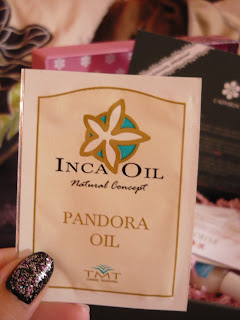 INCA OIL
Natural Concept
PANDORA
OIL
TMT